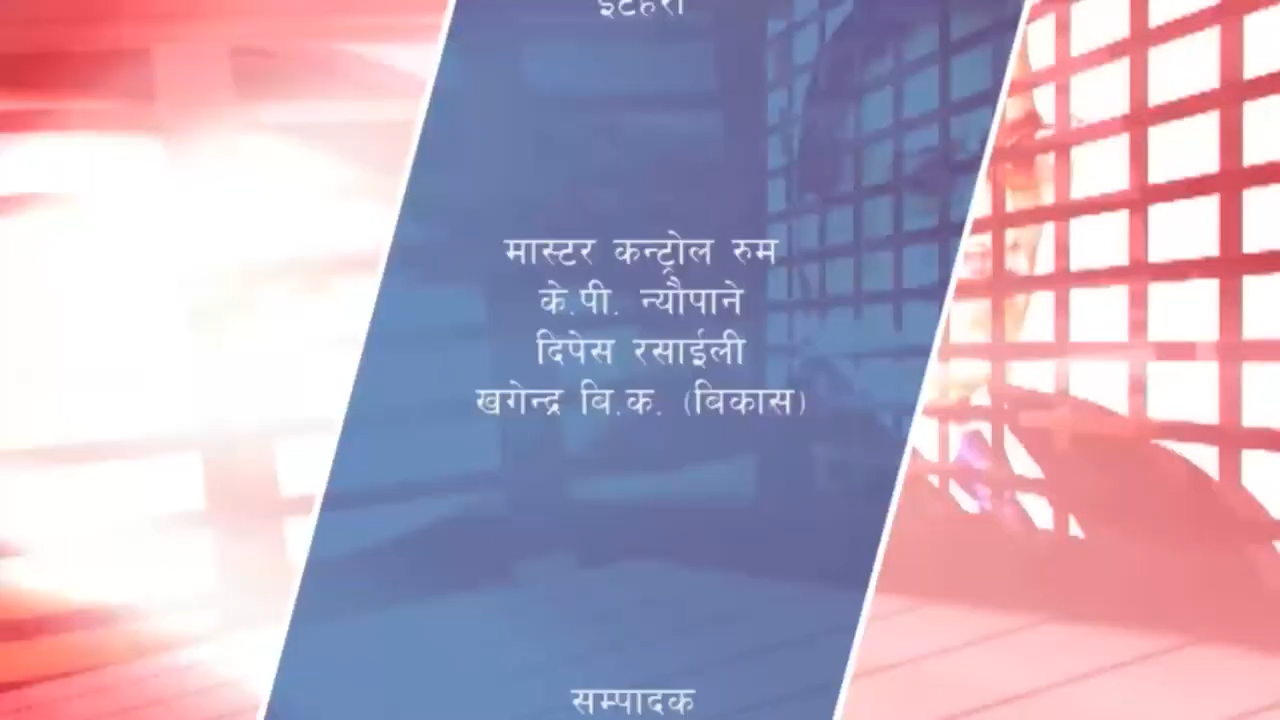 इटहरी
मास्टर कन्ट्रोल रुम
के.पी. न्यौपाने
दिपेस रसाईली
खगेन्द्र वि.क. (विकास)
सम्पादक